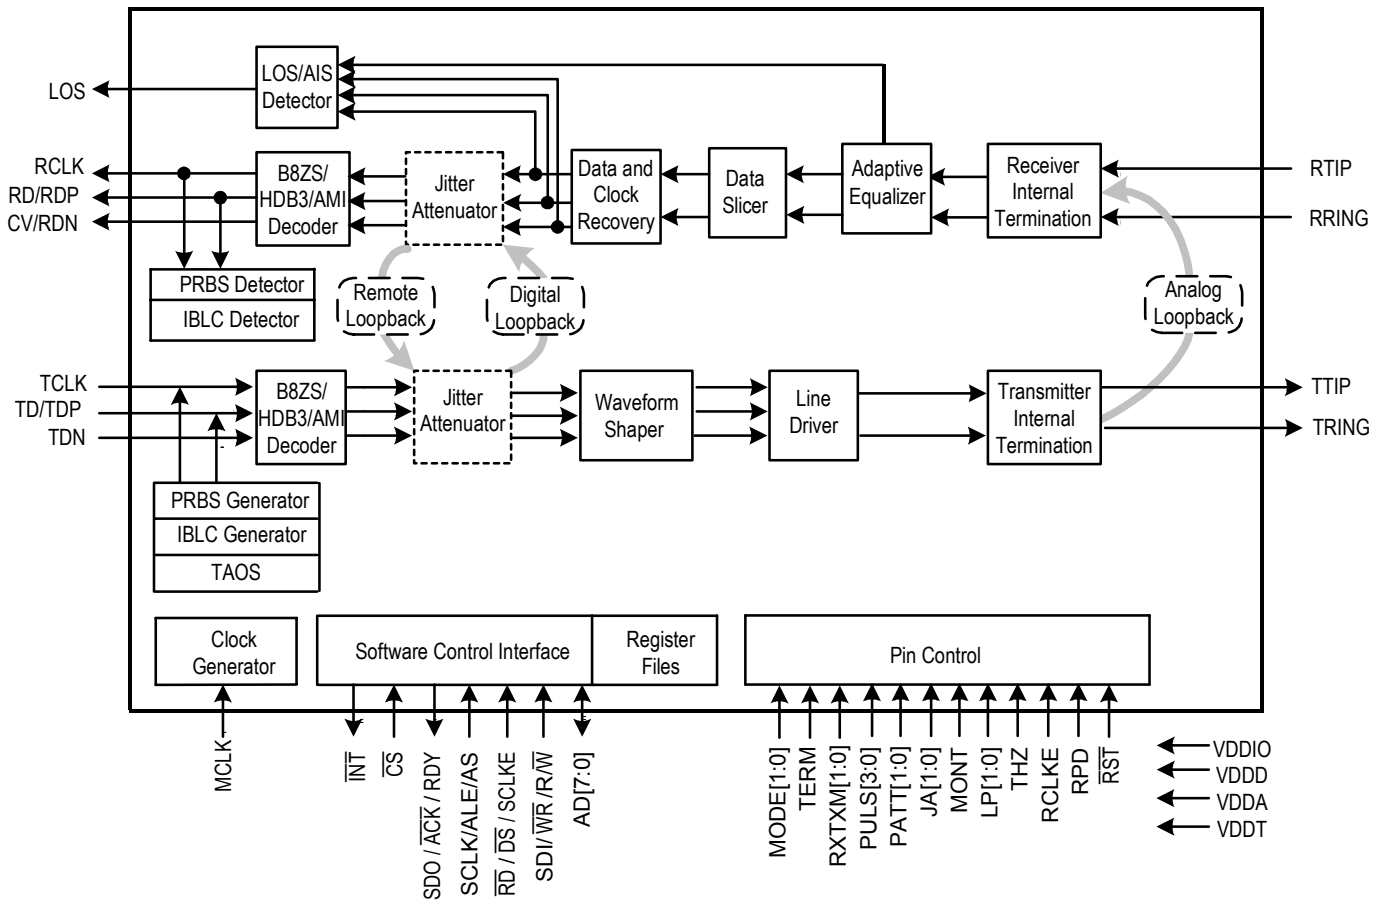 LOS
LOS/AIS
Detector
RCLK
RD/RDP
CV/RDN
B8ZS/
HDB3/AMI
Decoder
Jitter
Attenuator
Data and
Clock
Recovery
Data
Slicer
Adaptive
Equalizer
Receiver
Internal
Termination
RTIP
RRING
PRBS Detector
IBLC Detector
Remote
Loopback
Digital
Loopback
Analog
Loopback
TCLK
TD/TDP
TDN
B8ZS/
HDB3/AMI
Decoder
Jitter
Attenuator
Waveform
Shaper
Line
Driver
Transmitter
Internal
Termination
TTIP
TRING
PRBS Generator
IBLC Generator
TAOS
Clock
Generator
Software Control Interface
Register
Files
Pin Control
MCLK
INT
CS
SDO / ACK / RDY
SCLK/ALE/AS
RD / DS / SCLKE
SDI/ WR /R/W
AD[7:0]
MODE[1:0]
TERM
RXTXM[1:0]
PULS[3:0]
PATT[1:0]
JA[1:0]
MONT
LP[1:0]
THZ
RCLKE
RPD
RST
VDDIO
VDDD
VDDA
VDDT